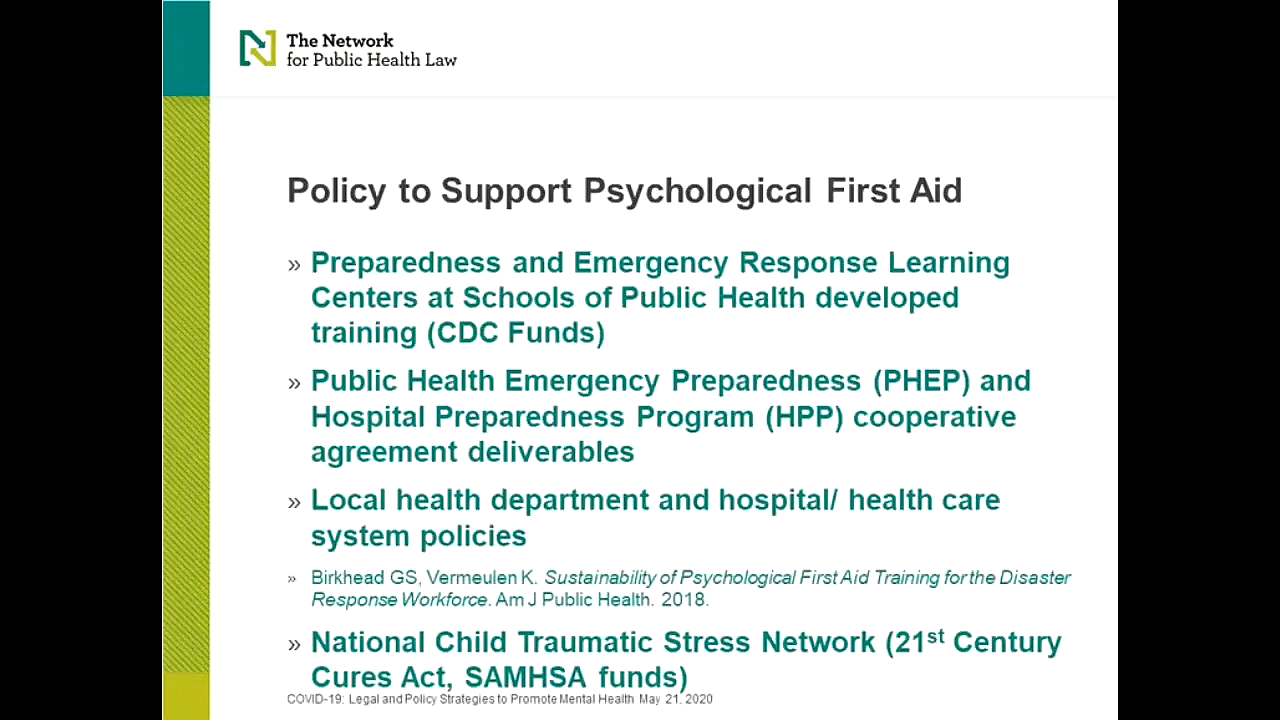 The Network
for Public Health Law
Policy to Support Psychological First Aid
» Preparedness and Emergency Response Learning
Centers at Schools of Public Health developed
training (CDC Funds)
» Public Health Emergency Preparedness (PHEP) and
Hospital Preparedness Program (HPP) cooperative
agreement deliverables
» Local health department and hospital/ health care
system policies
» Birkhead GS, Vermeulen K. Sustainability of Psychological First Aid Training for the Disaster
Response Workforce. Am J Public Health. 2018.
» National Child Traumatic Stress Network (21st Century
Cures Act, SAMHSA funds)
COVID-19: Legal and Policy Strategies to Promote Mental Health May 21, 2020